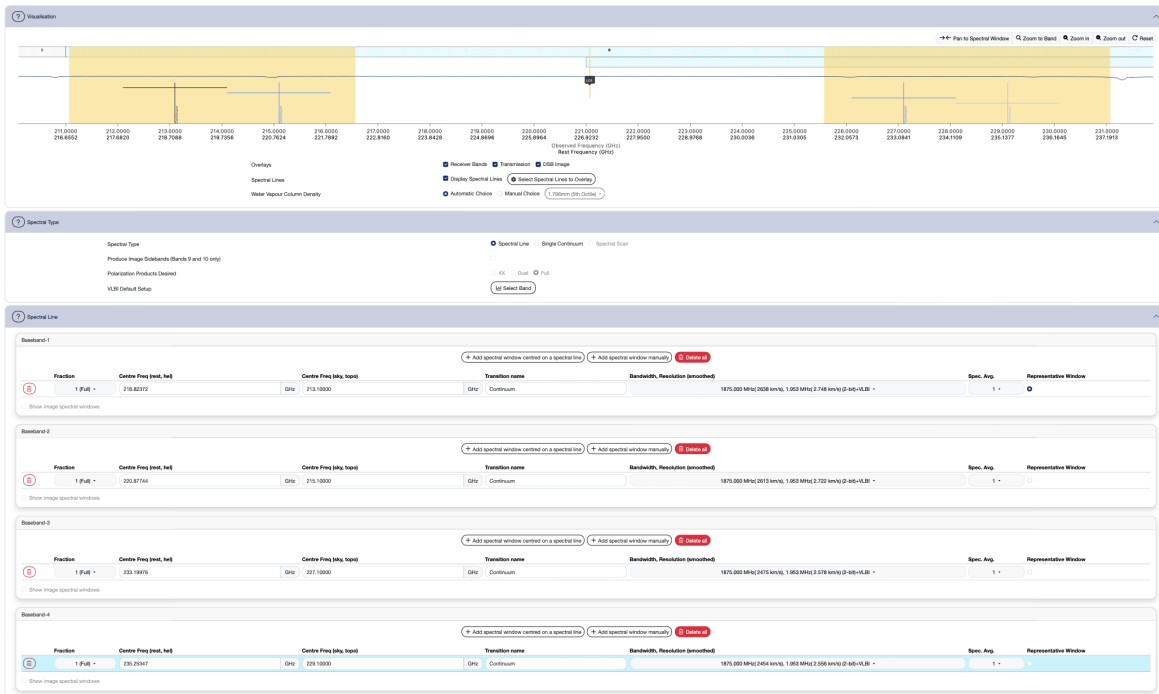 ? Visualisation
→← Pan to Spectral Window Zoom to Band Zoom in Zoom out Reset
5 6
LO1
211.0000 212.0000 213.0000 214.0000 215.0000 216.0000 217.0000 218.0000 219.0000 220.0000 221.0000 222.0000 223.0000 224.0000 225.0000 226.0000 227.0000 228.0000 229.0000 230.0000 231.0000
216.6552 217.6820 218.7088 219.7356 220.7624 221.7892 222.8160 223.8428 224.8696 225.8964 226.9232 227.9500 228.9768 230.0036 231.0305 232.0573 233.0841 234.1109 235.1377 236.1645 237.1913
Observed Frequency (GHz)
Rest Frequency (GHz)
Overlays Receiver Bands Transmission DSB Image
Spectral Lines Display Spectral Lines Select Spectral Lines to Overlay
Water Vapour Column Density Automatic Choice Manual Choice 1.796mm (5th Octile)
? Spectral Type
Spectral Type Spectral Line Single Continuum Spectral Scan
Produce Image Sidebands (Bands 9 and 10 only)
Polarization Products Desired XX Dual Full
VLBI Default Setup Select Band
? Spectral Line
Baseband-1
+ Add spectral window centred on a spectral line + Add spectral window manually Delete all
Fraction Centre Freq (rest, hel) Centre Freq (sky, topo) Transition name Bandwidth, Resolution (smoothed) Spec. Avg. Representative Window
1 (Full) 218.82372 GHz 213.10000 GHz Continuum 1875.000 MHz( 2638 km/s), 1.953 MHz( 2.748 km/s) (2-bit)+VLBI 1
Show image spectral windows
Baseband-2
+ Add spectral window centred on a spectral line + Add spectral window manually Delete all
Fraction Centre Freq (rest, hel) Centre Freq (sky, topo) Transition name Bandwidth, Resolution (smoothed) Spec. Avg. Representative Window
1 (Full) 220.87744 GHz 215.10000 GHz Continuum 1875.000 MHz( 2613 km/s), 1.953 MHz( 2.722 km/s) (2-bit)+VLBI 1
Show image spectral windows
Baseband-3
+ Add spectral window centred on a spectral line + Add spectral window manually Delete all
Fraction Centre Freq (rest, hel) Centre Freq (sky, topo) Transition name Bandwidth, Resolution (smoothed) Spec. Avg. Representative Window
1 (Full) 233.19976 GHz 227.10000 GHz Continuum 1875.000 MHz( 2475 km/s), 1.953 MHz( 2.578 km/s) (2-bit)+VLBI 1
Show image spectral windows
Baseband-4
+ Add spectral window centred on a spectral line + Add spectral window manually Delete all
Fraction Centre Freq (rest, hel) Centre Freq (sky, topo) Transition name Bandwidth, Resolution (smoothed) Spec. Avg. Representative Window
1 (Full) 235.25347 GHz 229.10000 GHz Continuum 1875.000 MHz( 2454 km/s), 1.953 MHz( 2.556 km/s) (2-bit)+VLBI 1
Show image spectral windows